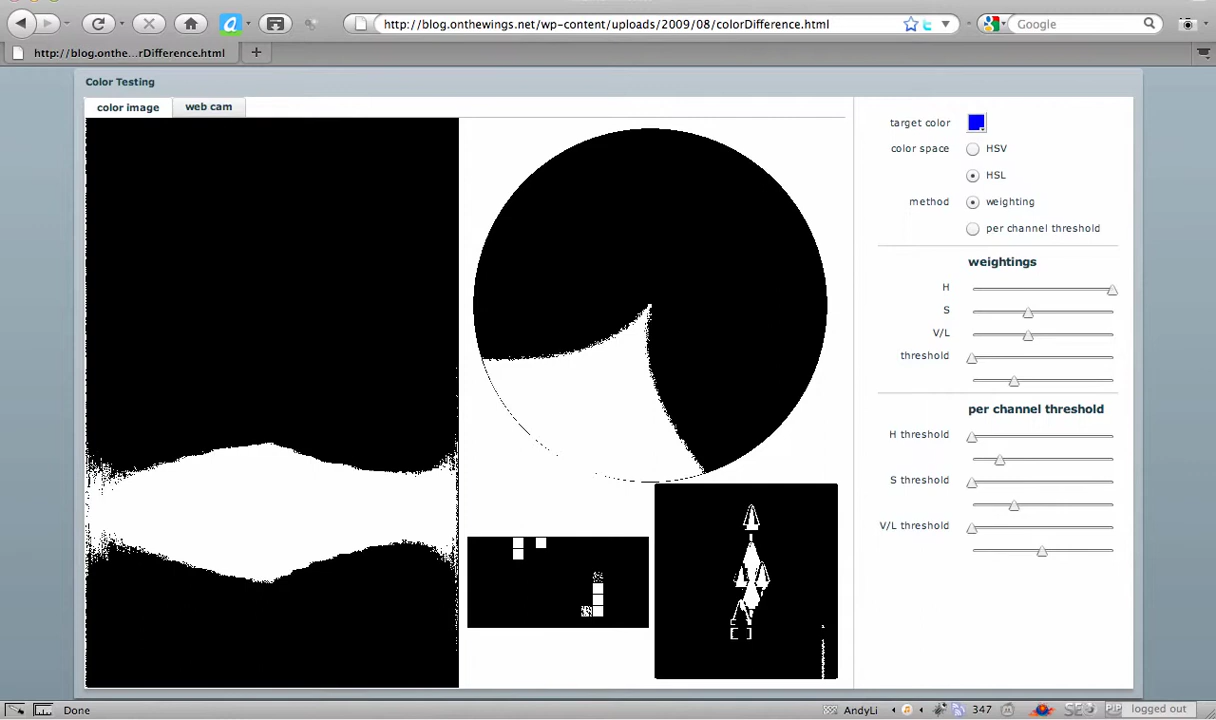 http://blog.onthewings.net/wp-content/uploads/2009/08/colorDifference.html
Google
http://blog.onthe...rDifference.html
Color Testing
color image
web cam
target color
color space
HSV
HSL
method
weighting
per channel threshold
weightings
H
S
V/L
threshold
per channel threshold
H threshold
S threshold
V/L threshold
Done
AndyLi
347
SE
PIP
logged out